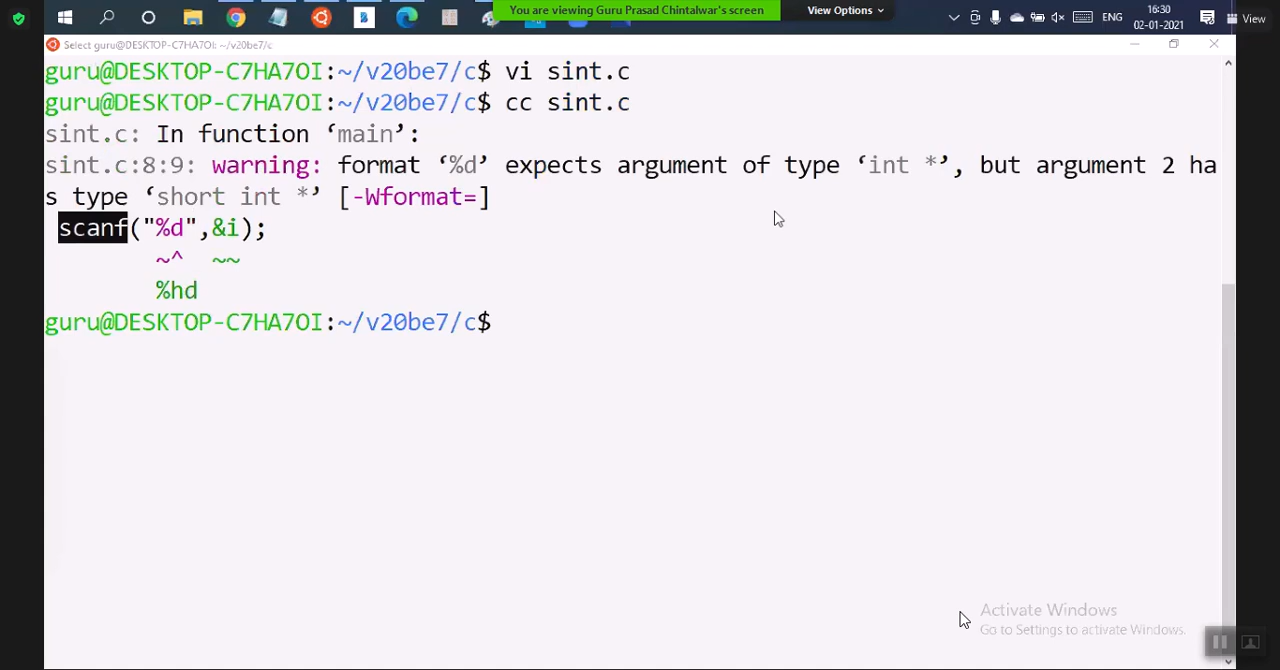 You are viewing Guru Prasad Chintalwar's screen
View Options
ENG
16:30
02-01-2021
View
Select guru@DESKTOP-C7HA7OI: ~/v20be7/c
guru@DESKTOP-C7HA7OI:~/v20be7/c$ vi sint.c
guru@DESKTOP-C7HA7OI:~/v20be7/c$ cc sint.c
sint.c: In function ‘main’:
sint.c:8:9: warning: format ‘%d’ expects argument of type ‘int *’, but argument 2 ha
s type ‘short int *’ [-Wformat=]
scanf("%d",&i);
~^ ~~
%hd
guru@DESKTOP-C7HA7OI:~/v20be7/c$
Activate Windows
Go to Settings to activate Windows.